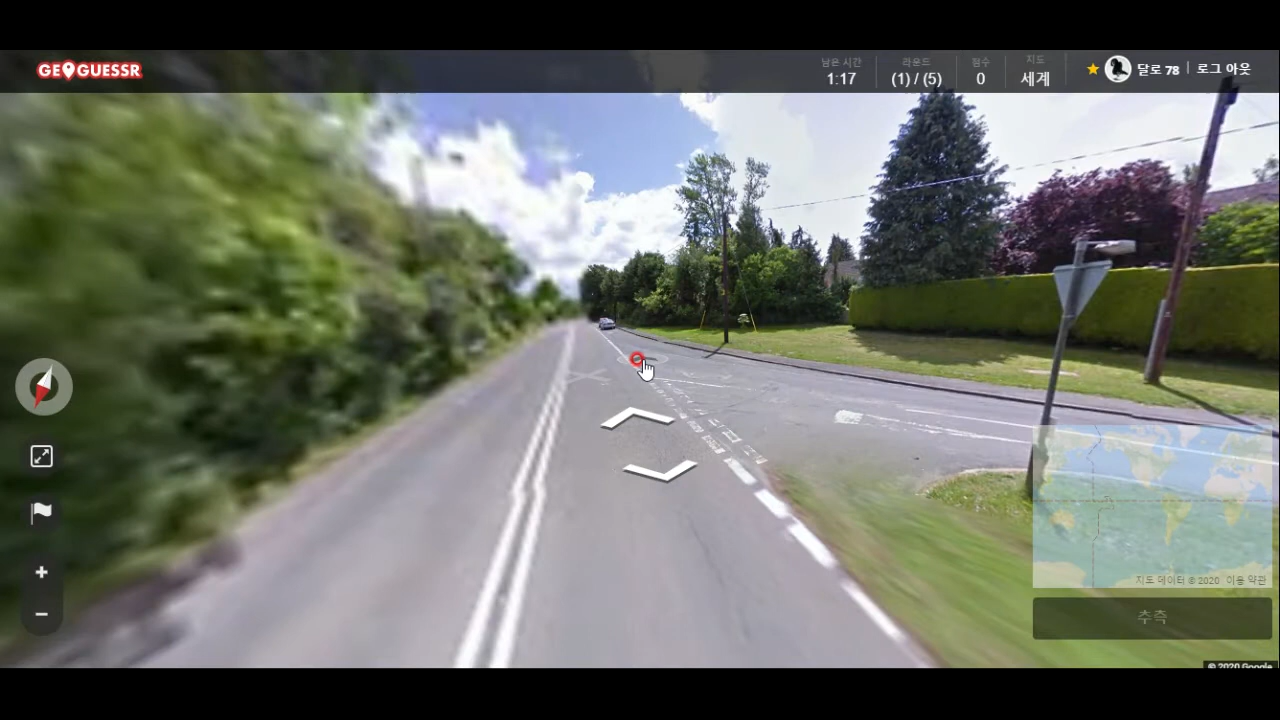 GEOGUESSR
남은 시간
1:17
라운드
(1) / (5)
점수
0
지도
세계
달로 78
로그 아웃
지도 데이터 © 2020 이용 약관
추측
© 2020 Google